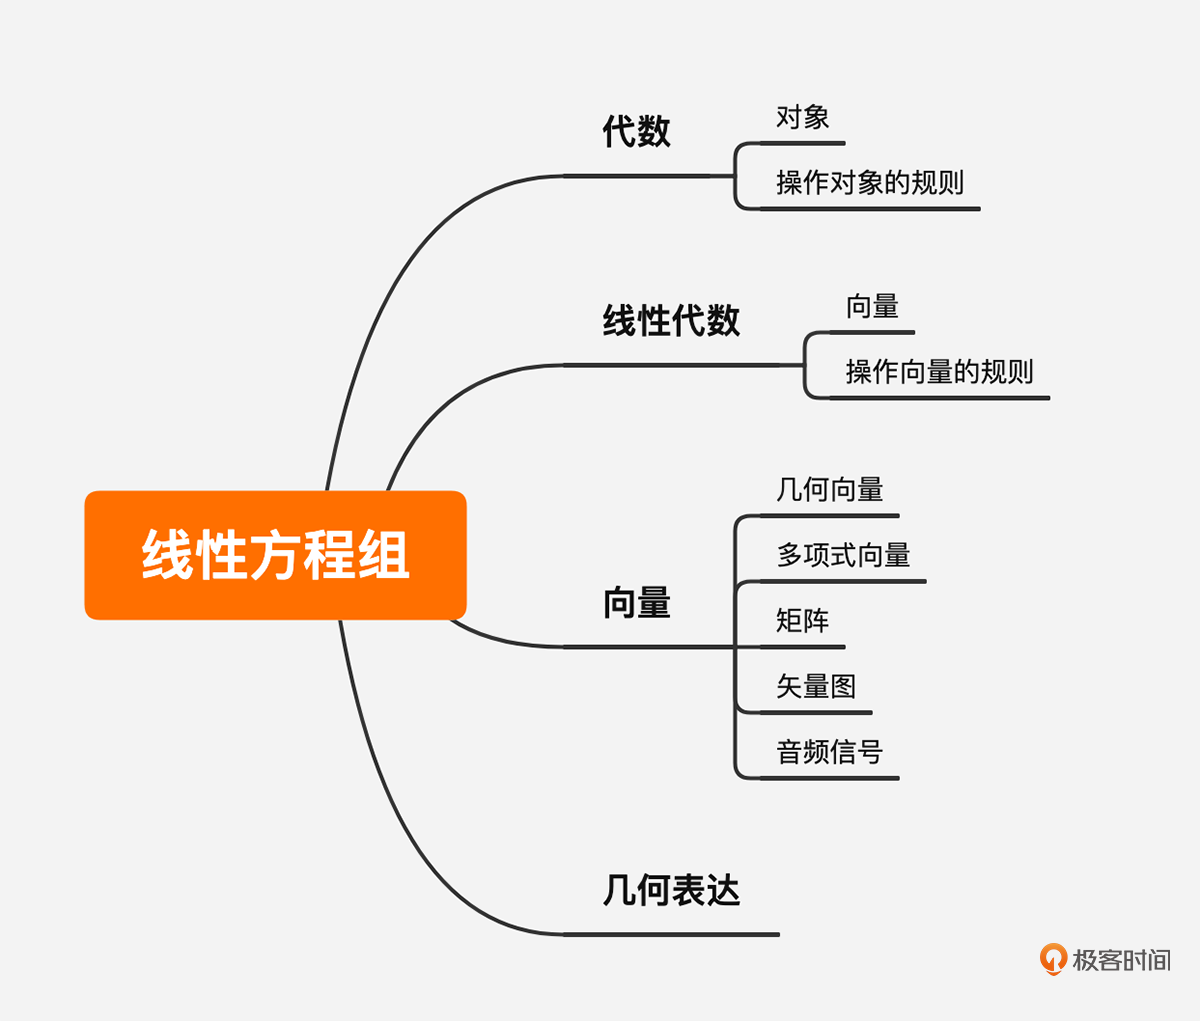 代数
对象
操作对象的规则
线性代数
向量
操作向量的规则
线性方程组
向量
几何向量
多项式向量
矩阵
矢量图
音频信号
几何表达
极客时间